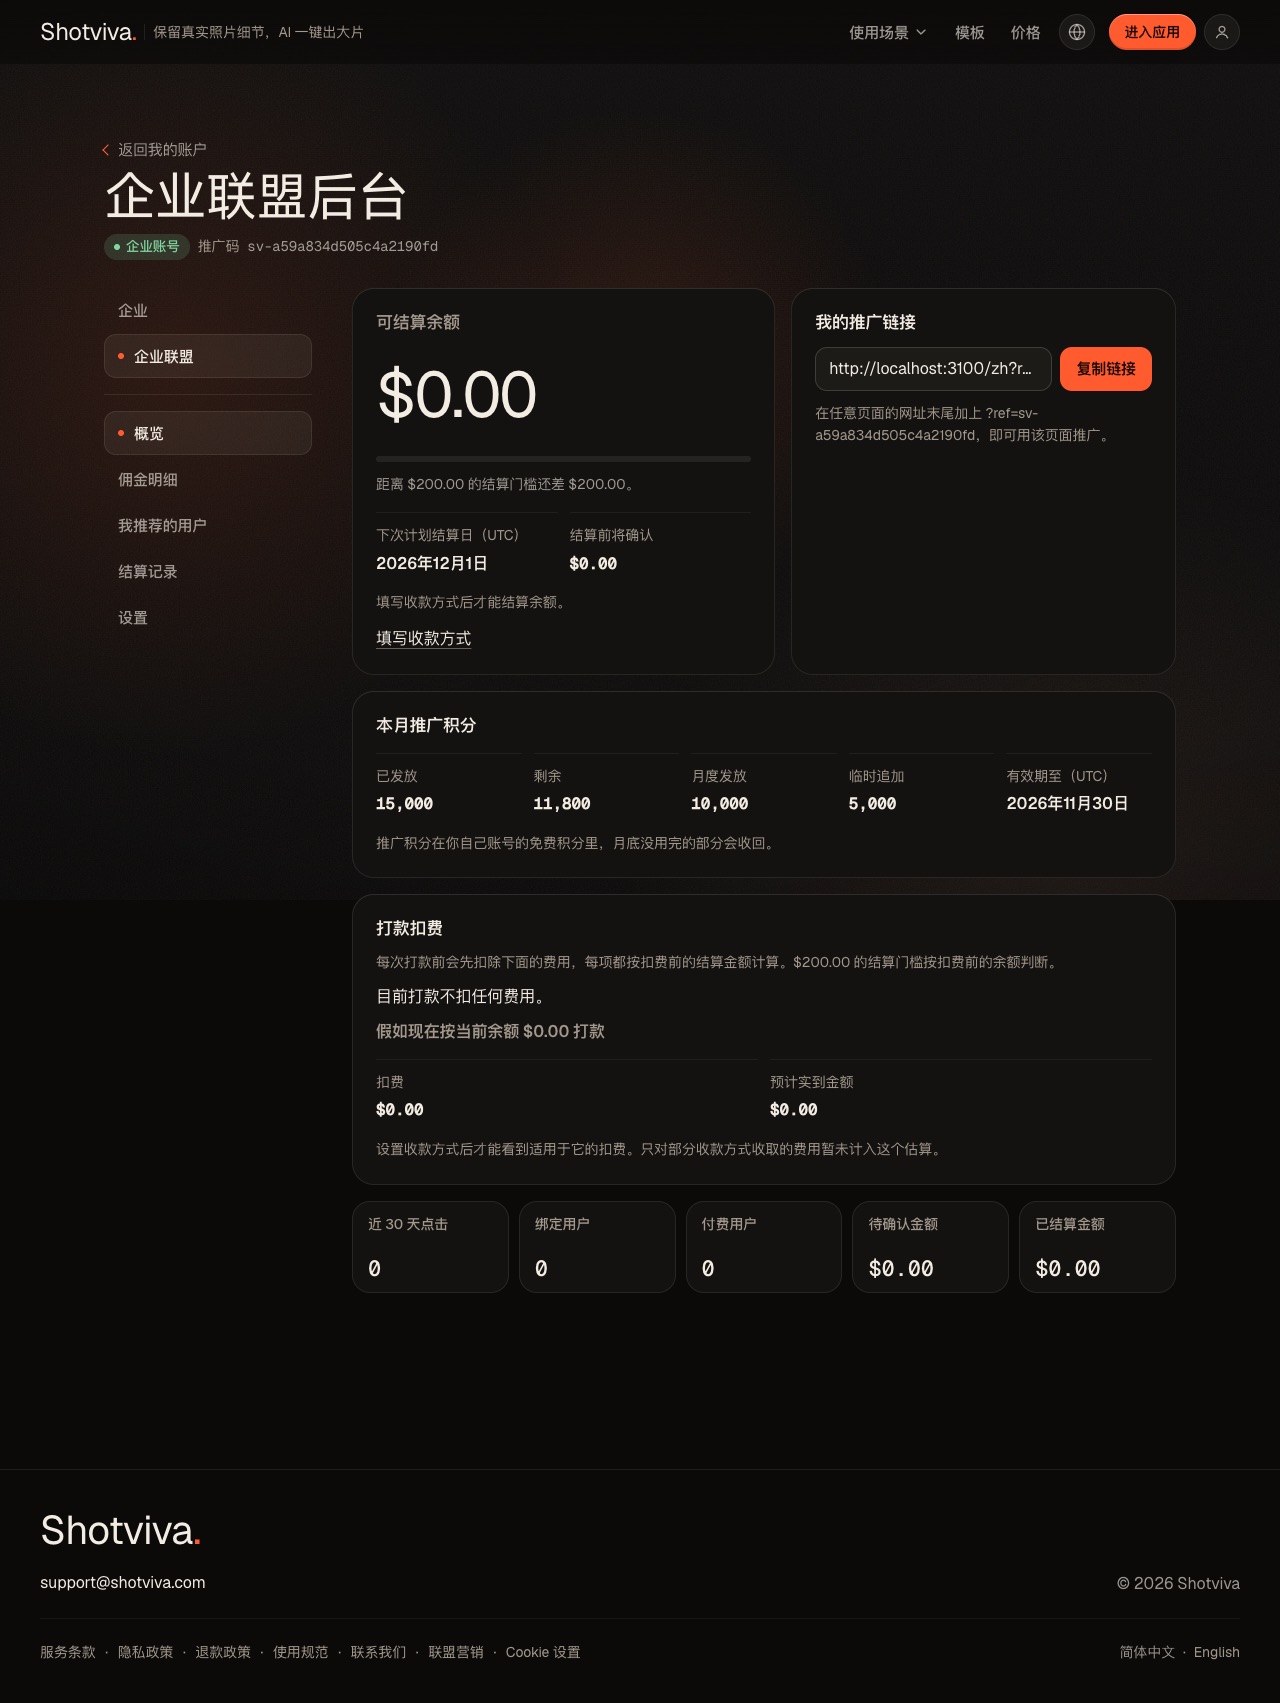 Shotviva.
保留真实照片细节，AI 一键出大片
使用场景
模板
价格
进入应用
返回我的账户
企业联盟后台
企业账号
推广码 sv-a59a834d505c4a2190fd
企业
企业联盟
概览
佣金明细
我推荐的用户
结算记录
设置
可结算余额
$0.00
距离 $200.00 的结算门槛还差 $200.00。
下次计划结算日（UTC）
2026年12月1日
结算前将确认
$0.00
填写收款方式后才能结算余额。
填写收款方式
我的推广链接
http://localhost:3100/zh?r...
复制链接
在任意页面的网址末尾加上 ?ref=sv-
a59a834d505c4a2190fd，即可用该页面推广。
本月推广积分
已发放
15,000
剩余
11,800
月度发放
10,000
临时追加
5,000
有效期至（UTC）
2026年11月30日
推广积分在你自己账号的免费积分里，月底没用完的部分会收回。
打款扣费
每次打款前会先扣除下面的费用，每项都按扣费前的结算金额计算。$200.00 的结算门槛按扣费前的余额判断。
目前打款不扣任何费用。
假如现在按当前余额 $0.00 打款
扣费
$0.00
预计实到金额
$0.00
设置收款方式后才能看到适用于它的扣费。只对部分收款方式收取的费用暂未计入这个估算。
近 30 天点击
0
绑定用户
0
付费用户
0
待确认金额
$0.00
已结算金额
$0.00
Shotviva.
support@shotviva.com
© 2026 Shotviva
服务条款 · 隐私政策 · 退款政策 · 使用规范 · 联系我们 · 联盟营销 · Cookie 设置
简体中文 · English